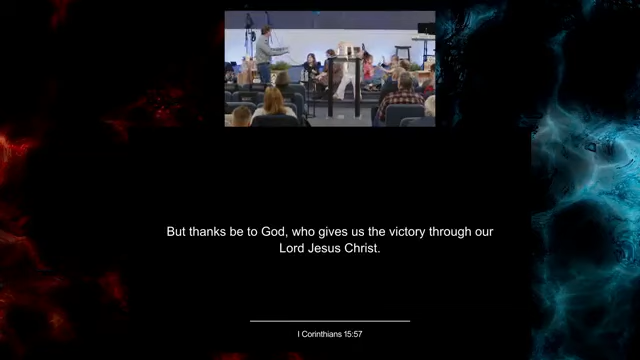 But thanks be to God, who gives us the victory through our
Lord Jesus Christ.
I Corinthians 15:57